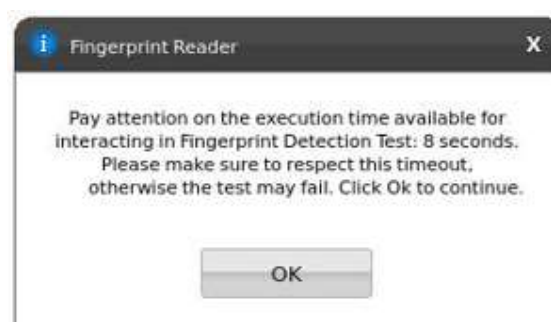 Fingerprint Reader X
Pay attention on the execution time available for
interacting in Fingerprint Detection Test: 8 seconds.
Please make sure to respect this timeout,
otherwise the test may fail. Click Ok to continue.
OK